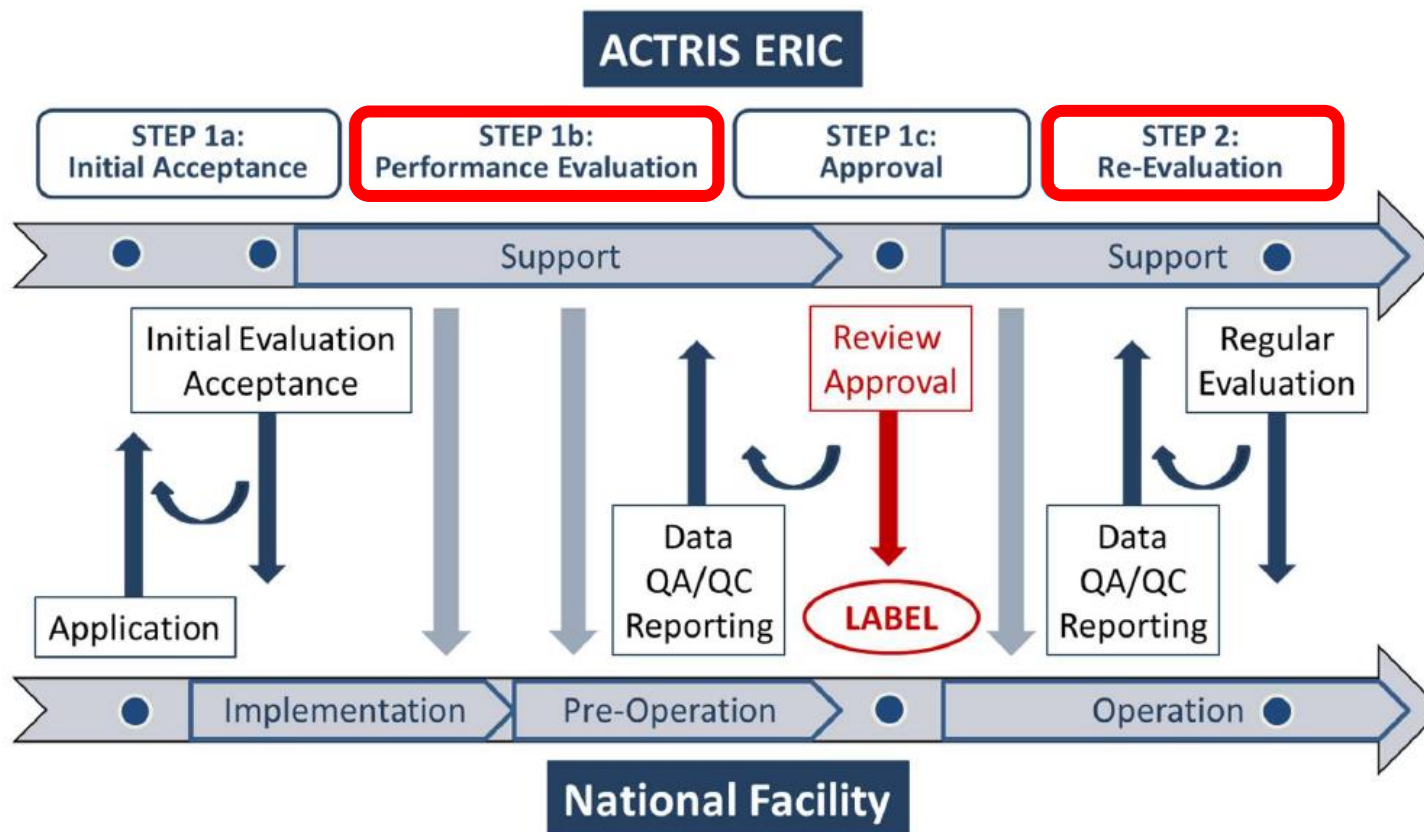 ACTRIS ERIC
STEP 1a:
Initial Acceptance
STEP 1b:
Performance Evaluation
STEP 1c:
Approval
STEP 2:
Re-Evaluation
Support
Support
Initial Evaluation
Acceptance
Review
Approval
Regular
Evaluation
Application
Data
QA/QC
Reporting
LABEL
Data
QA/QC
Reporting
Implementation
Pre-Operation
Operation
National Facility